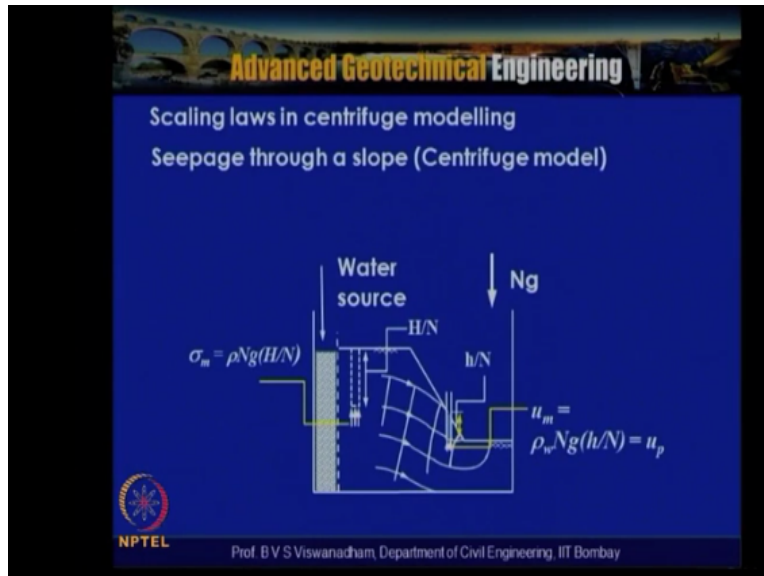 Advanced Geotechnical Engineering
Scaling laws in centrifuge modelling
Seepage through a slope (Centrifuge model)
Water
source
Ng
H/N
σₘ = ρNg(H/N)
h/N
uₘ =
ρ_wNg(h/N) = uₚ
NPTEL
Prof. B V S Viswanadham, Department of Civil Engineering, IIT Bombay